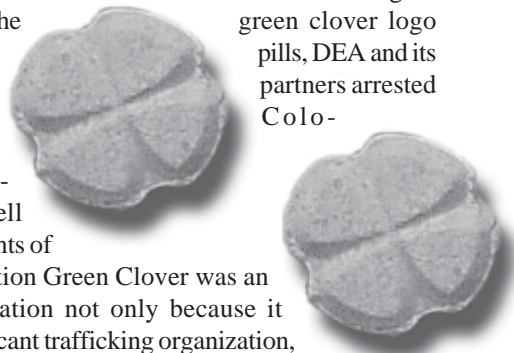 he green clover logo
pills, DEA and its
partners arrested
Colo-
-
ell
nts of
tion Green Clover was an
ation not only because it
cant trafficking organization,